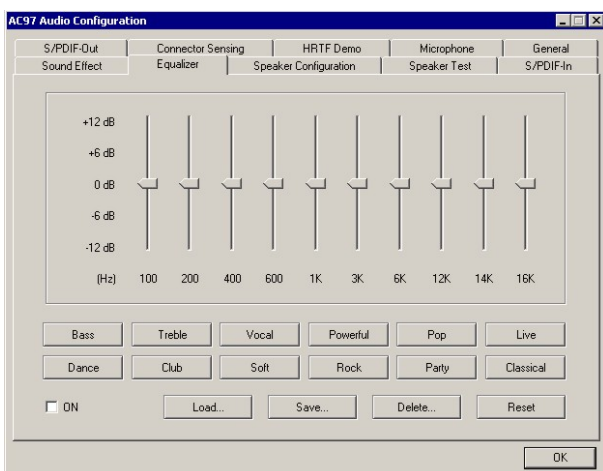 AC97 Audio Configuration
S/PDIF-Out Connector Sensing HRTF Demo Microphone General
Sound Effect Equalizer Speaker Configuration Speaker Test S/PDIF-In
+12 dB
+6 dB
0 dB
-6 dB
-12 dB
(Hz) 100 200 400 600 1K 3K 6K 12K 14K 16K
Bass Treble Vocal Powerful Pop Live
Dance Club Soft Rock Party Classical
ON Load... Save... Delete... Reset
OK